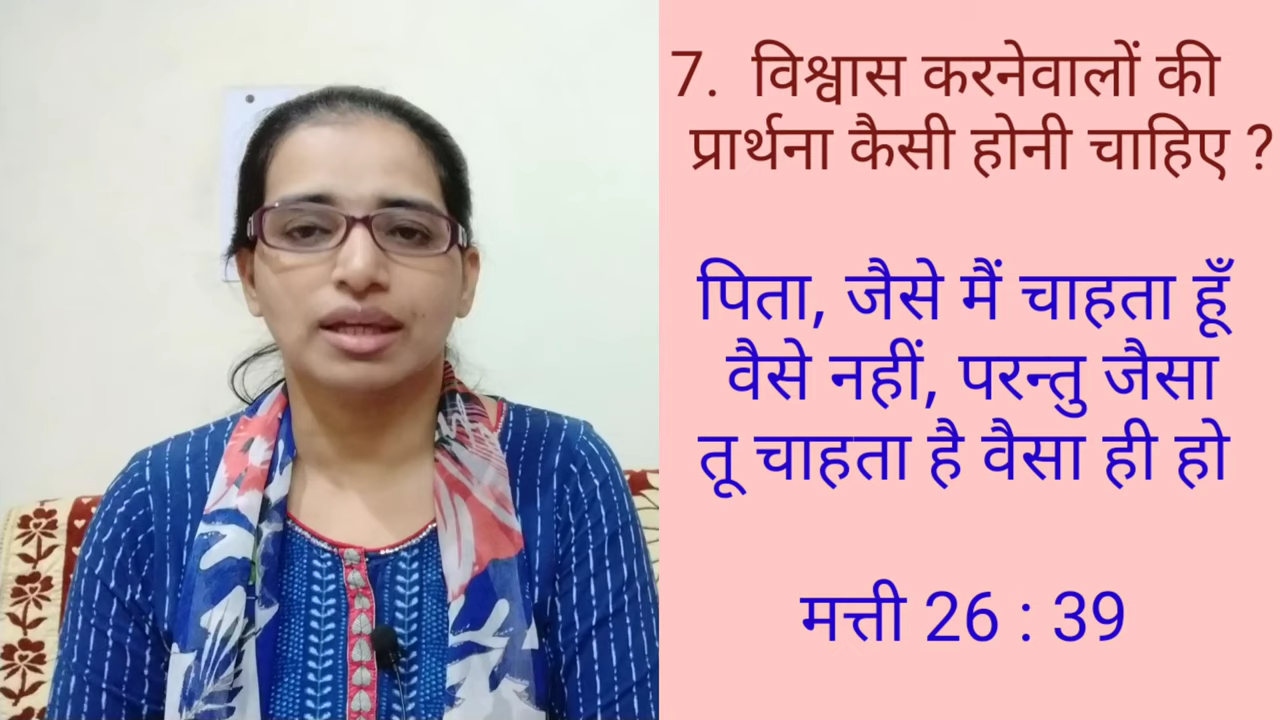 7. विश्वास करनेवालों की
प्रार्थना कैसी होनी चाहिए ?
पिता, जैसे मैं चाहता हूँ
वैसे नहीं, परन्तु जैसा
तू चाहता है वैसा ही हो
मत्ती 26 : 39